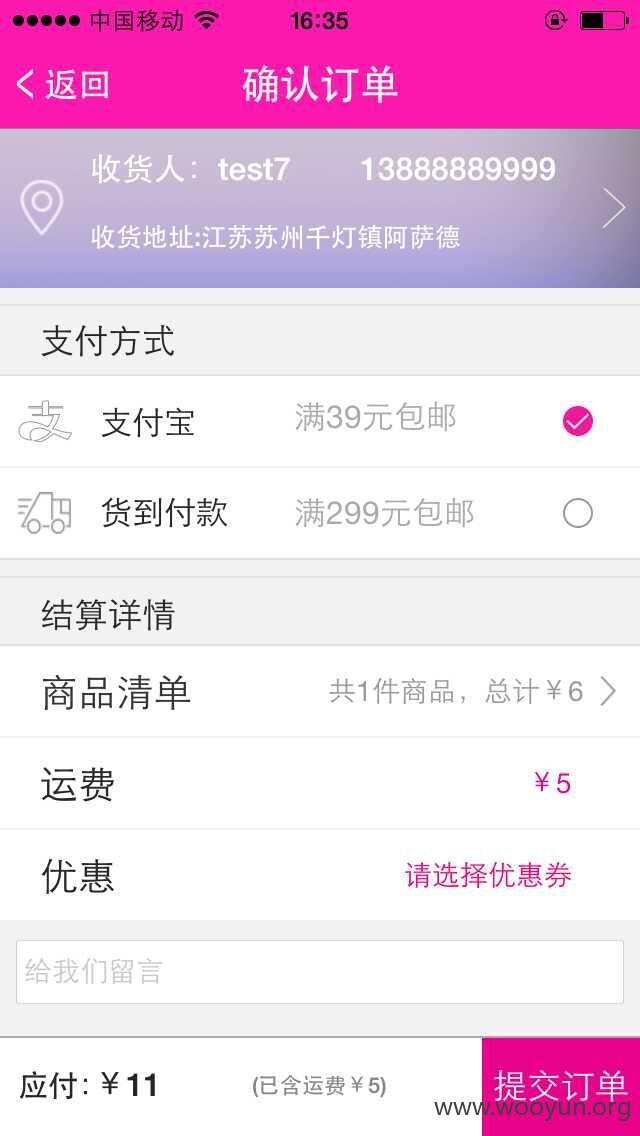 中国移动 16:35
返回 确认订单
收货人：test7 13888889999
收货地址:江苏苏州千灯镇阿萨德
支付方式
支付宝 满39元包邮
货到付款 满299元包邮
结算详情
商品清单 共1件商品，总计￥6
运费 ￥5
优惠 请选择优惠券
给我们留言
应付:￥11 (已含运费￥5) 提交订单
www.wooyun.org